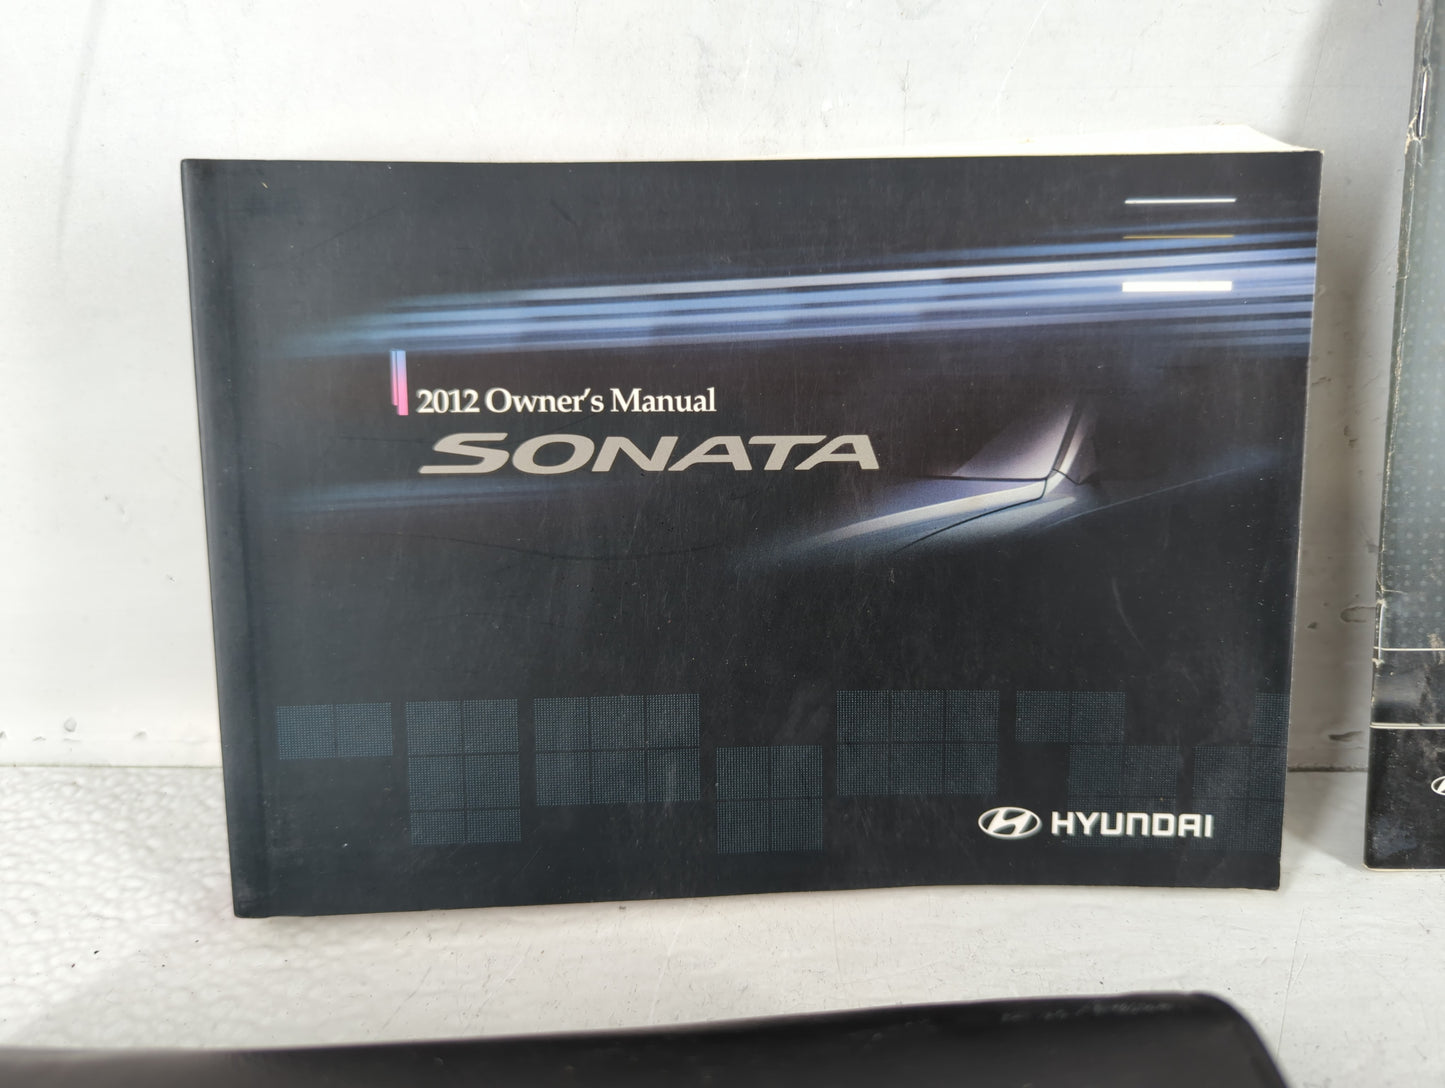 2012 Owner's Manual
SONATA
HYUNDAI